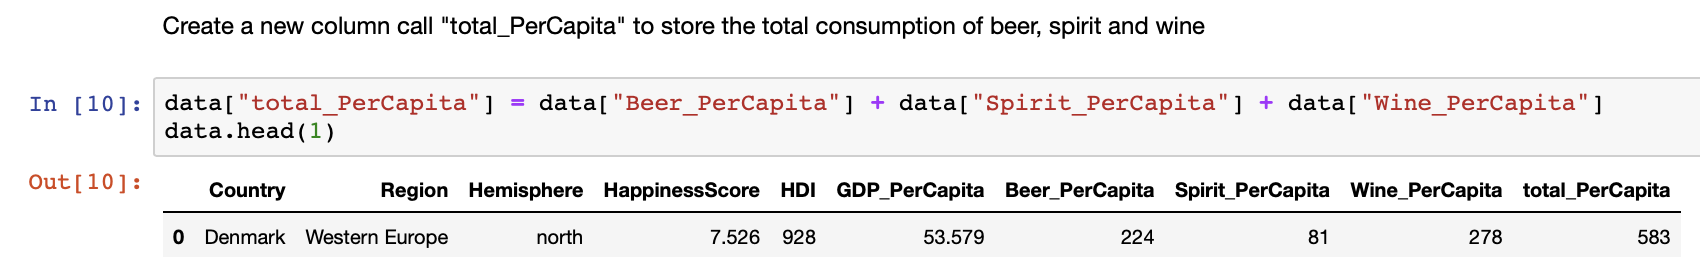 Create a new column call "total_PerCapita" to store the total consumption of beer, spirit and wine
In [10]: data["total_PerCapita"] = data["Beer_PerCapita"] + data["Spirit_PerCapita"] + data["Wine_PerCapita"]
data.head(1)
Out[10]:
Country Region Hemisphere HappinessScore HDI GDP_PerCapita Beer_PerCapita Spirit_PerCapita Wine_PerCapita total_PerCapita
0 Denmark Western Europe north 7.526 928 53.579 224 81 278 583